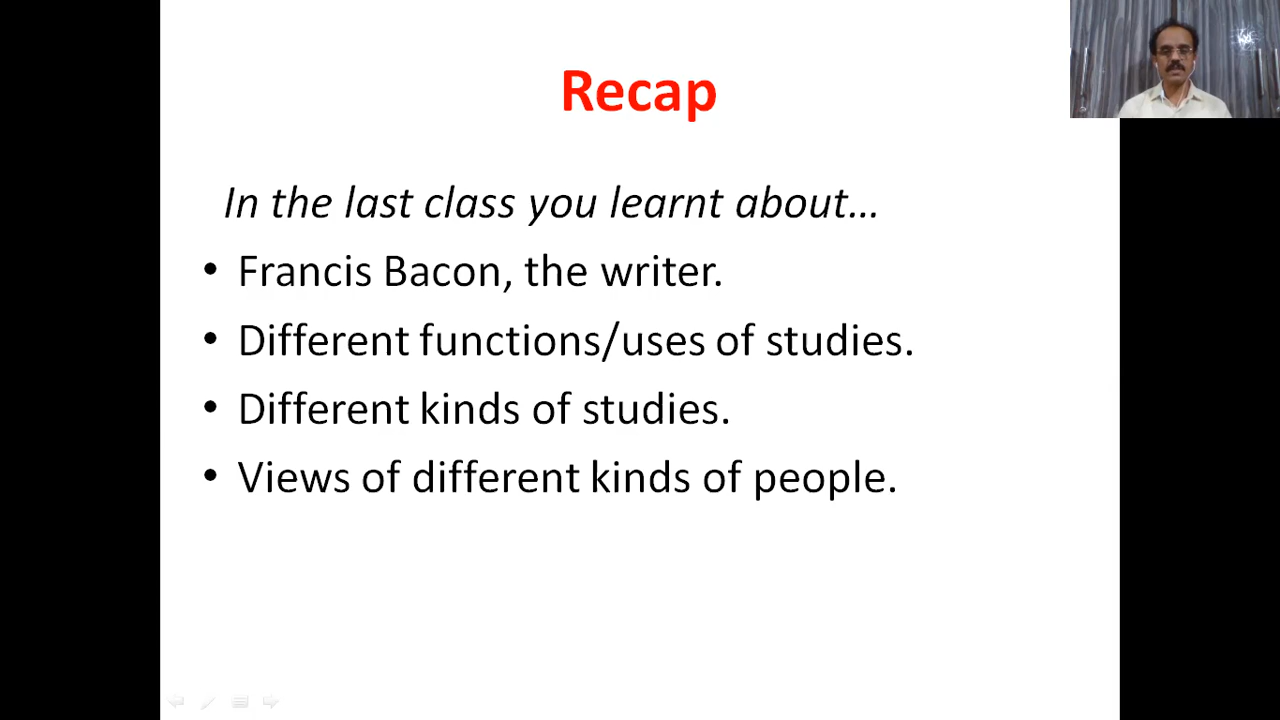 Recap
In the last class you learnt about…
• Francis Bacon, the writer.
• Different functions/uses of studies.
• Different kinds of studies.
• Views of different kinds of people.